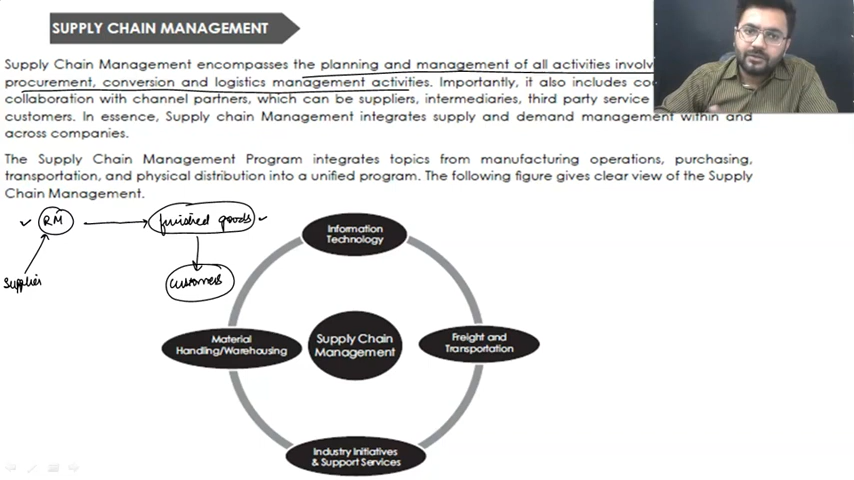 SUPPLY CHAIN MANAGEMENT
Supply Chain Management encompasses the planning and management of all activities
procurement, conversion and logistics management activities. Importantly, it also includes
collaboration with channel partners, which can be suppliers, intermediaries, third party service
customers. In essence, Supply chain Management integrates supply and demand management within and
across companies.
The Supply Chain Management Program integrates topics from manufacturing operations, purchasing,
transportation, and physical distribution into a unified program. The following figure gives clear view of the Supply
Chain Management.
RM
finished goods
supplier
customers
Information
Technology
Material
Handling/Warehousing
Supply Chain
Management
Freight and
Transportation
Industry Initiatives
& Support Services